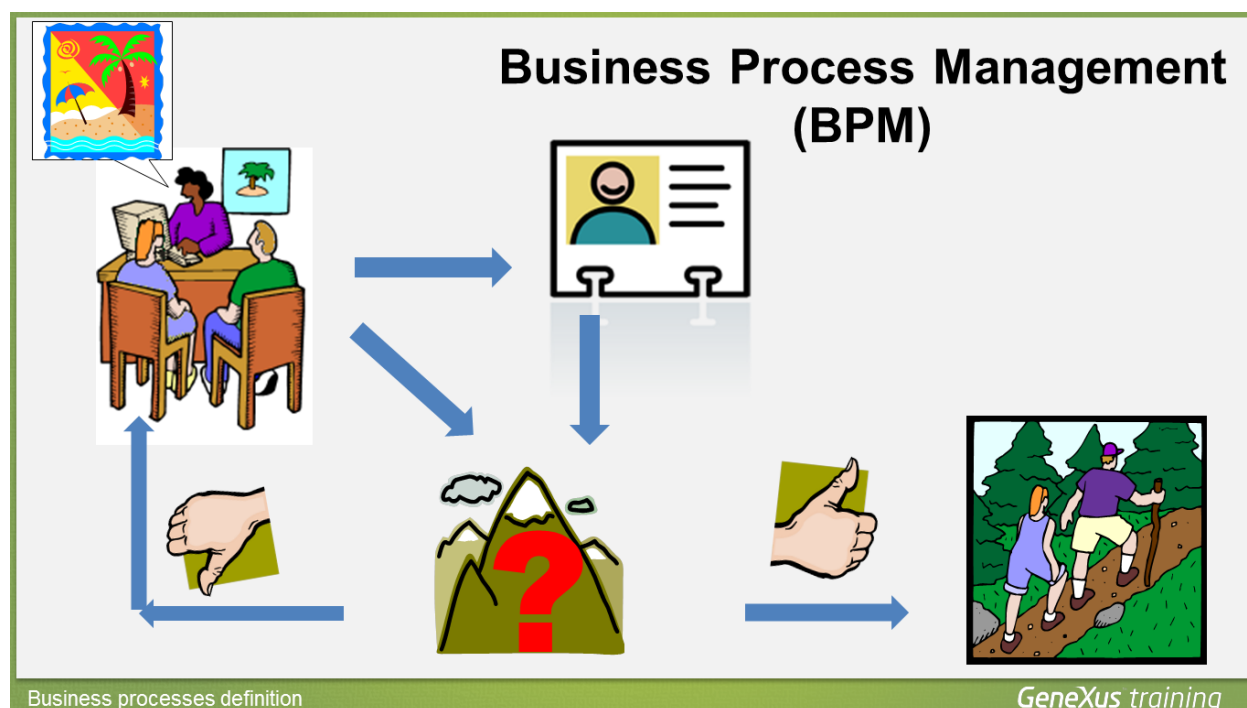 Business Process Management
(BPM)
?
Business processes definition
GeneXus training